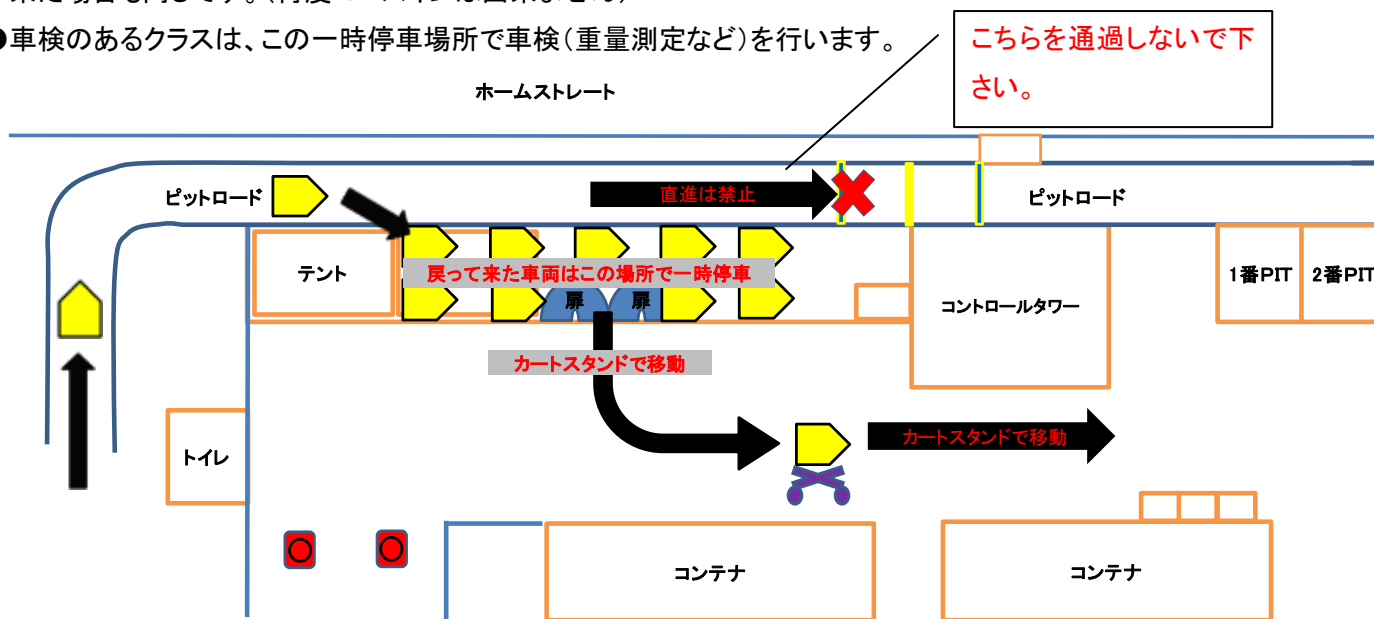 ●車検のあるクラスは、この一時停車場所で車検(重量測定など)を行います。
こちらを通過しないで下
さい。
ホームストレート
ピットロード
直進は禁止
ピットロード
テント
戻って来た車両はこの場所で一時停車
扉
扉
コントロールタワー
1番PIT
2番PIT
カートスタンドで移動
カートスタンドで移動
トイレ
コンテナ
コンテナ